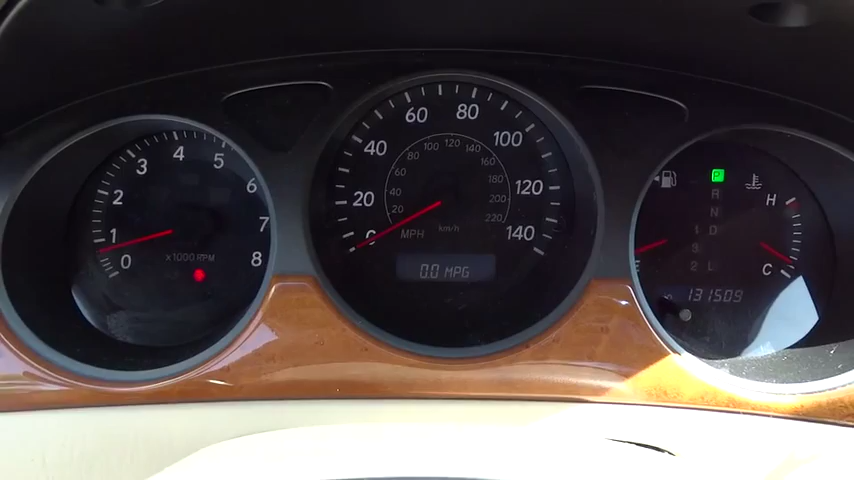 0 1 2 3 4 5 6 7 8
x1000 RPM
20 40 60 80 100 120 140
20 40 60 80 100 120 140 160 180 200 220
MPH km/h
0.0 MPG
P
R
N
1 D
3
2 L
E
H
C
131509